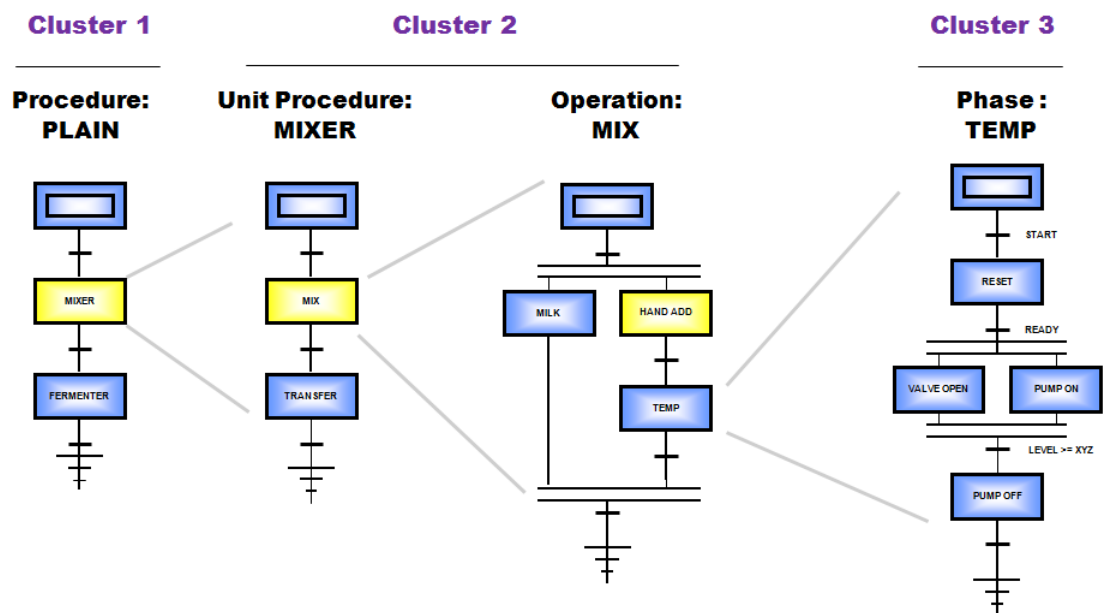 Cluster 1
Cluster 2
Cluster 3
Procedure:
PLAIN
Unit Procedure:
MIXER
Operation:
MIX
Phase :
TEMP
MIXER
FERMENTER
MIX
TRANSFER
MILK
HAND ADD
TEMP
START
RESET
READY
VALVE OPEN
PUMP ON
LEVEL >= XYZ
PUMP OFF